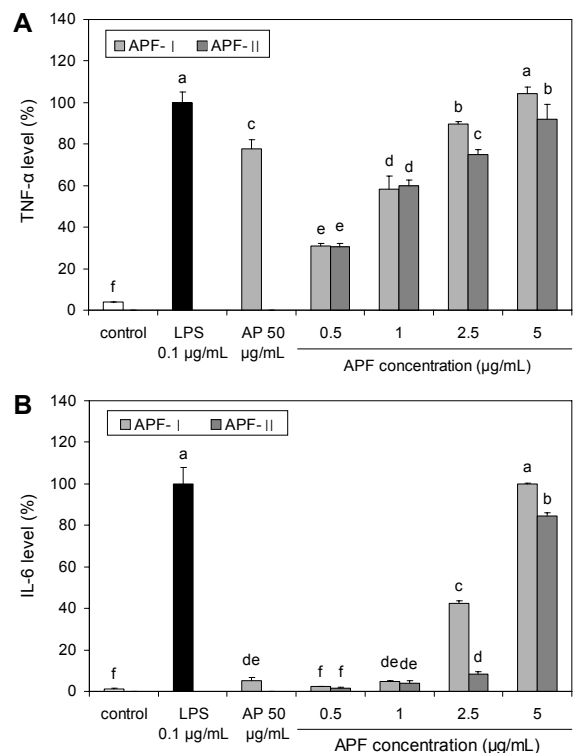 A
140
120
100
80
60
40
20
0
TNF-α level (%)
APF-Ⅰ APF-Ⅱ
f
a
c
e e
d d
b
c
a
b
control
LPS
0.1 µg/mL
AP 50
µg/mL
0.5 1 2.5 5
APF concentration (µg/mL)
B
140
120
100
80
60
40
20
0
IL-6 level (%)
APF-Ⅰ APF-Ⅱ
f
a
de
f f
de de
c
d
a
b
control
LPS
0.1 µg/mL
AP 50
µg/mL
0.5 1 2.5 5
APF concentration (µg/mL)